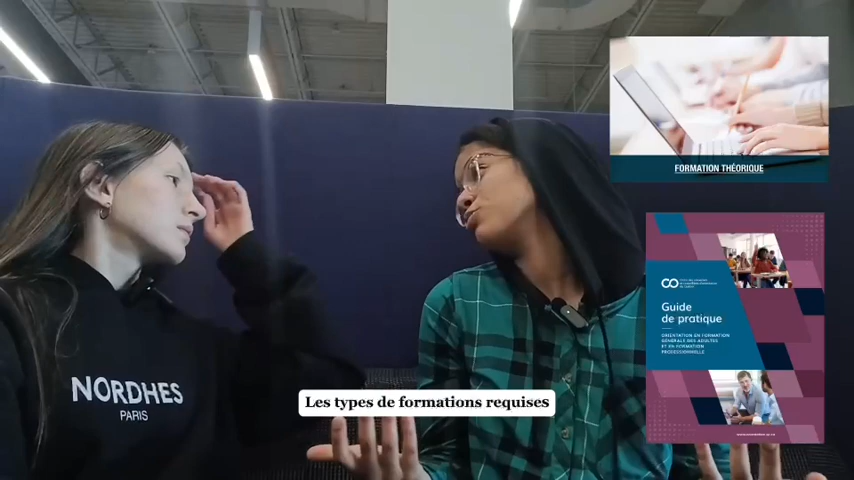 FORMATION THÉORIQUE
Guide
de pratique
ORIENTATION EN FORMATION
GÉNÉRALE DES ADULTES
ET EN FORMATION
PROFESSIONNELLE
NORDHES
PARIS
Les types de formations requises